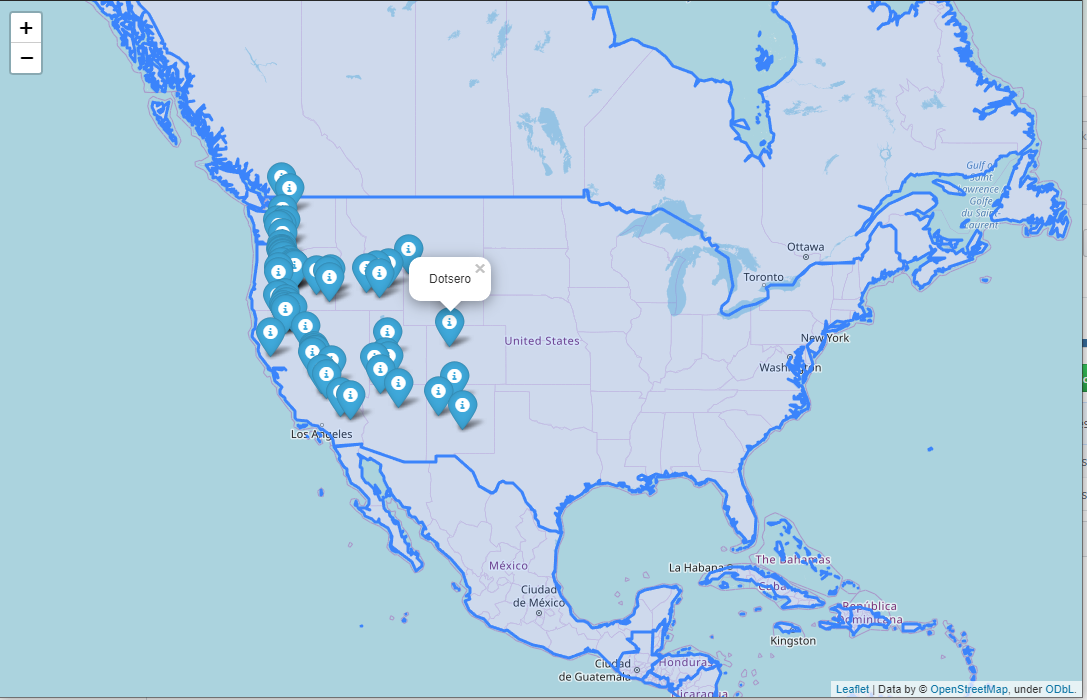 +
−
Gulf of
Saint
Lawrence
Golfe
du Saint-
Laurent
Ottawa
Toronto
Dotsero ×
United States
New York
Washington
Los Angeles
The Bahamas
La Habana
Cuba
México
Ciudad
de México
República
Dominicana
Kingston
Ciudad
de Guatemala
Honduras
Nicaragua
Leaflet | Data by © OpenStreetMap, under ODbL.